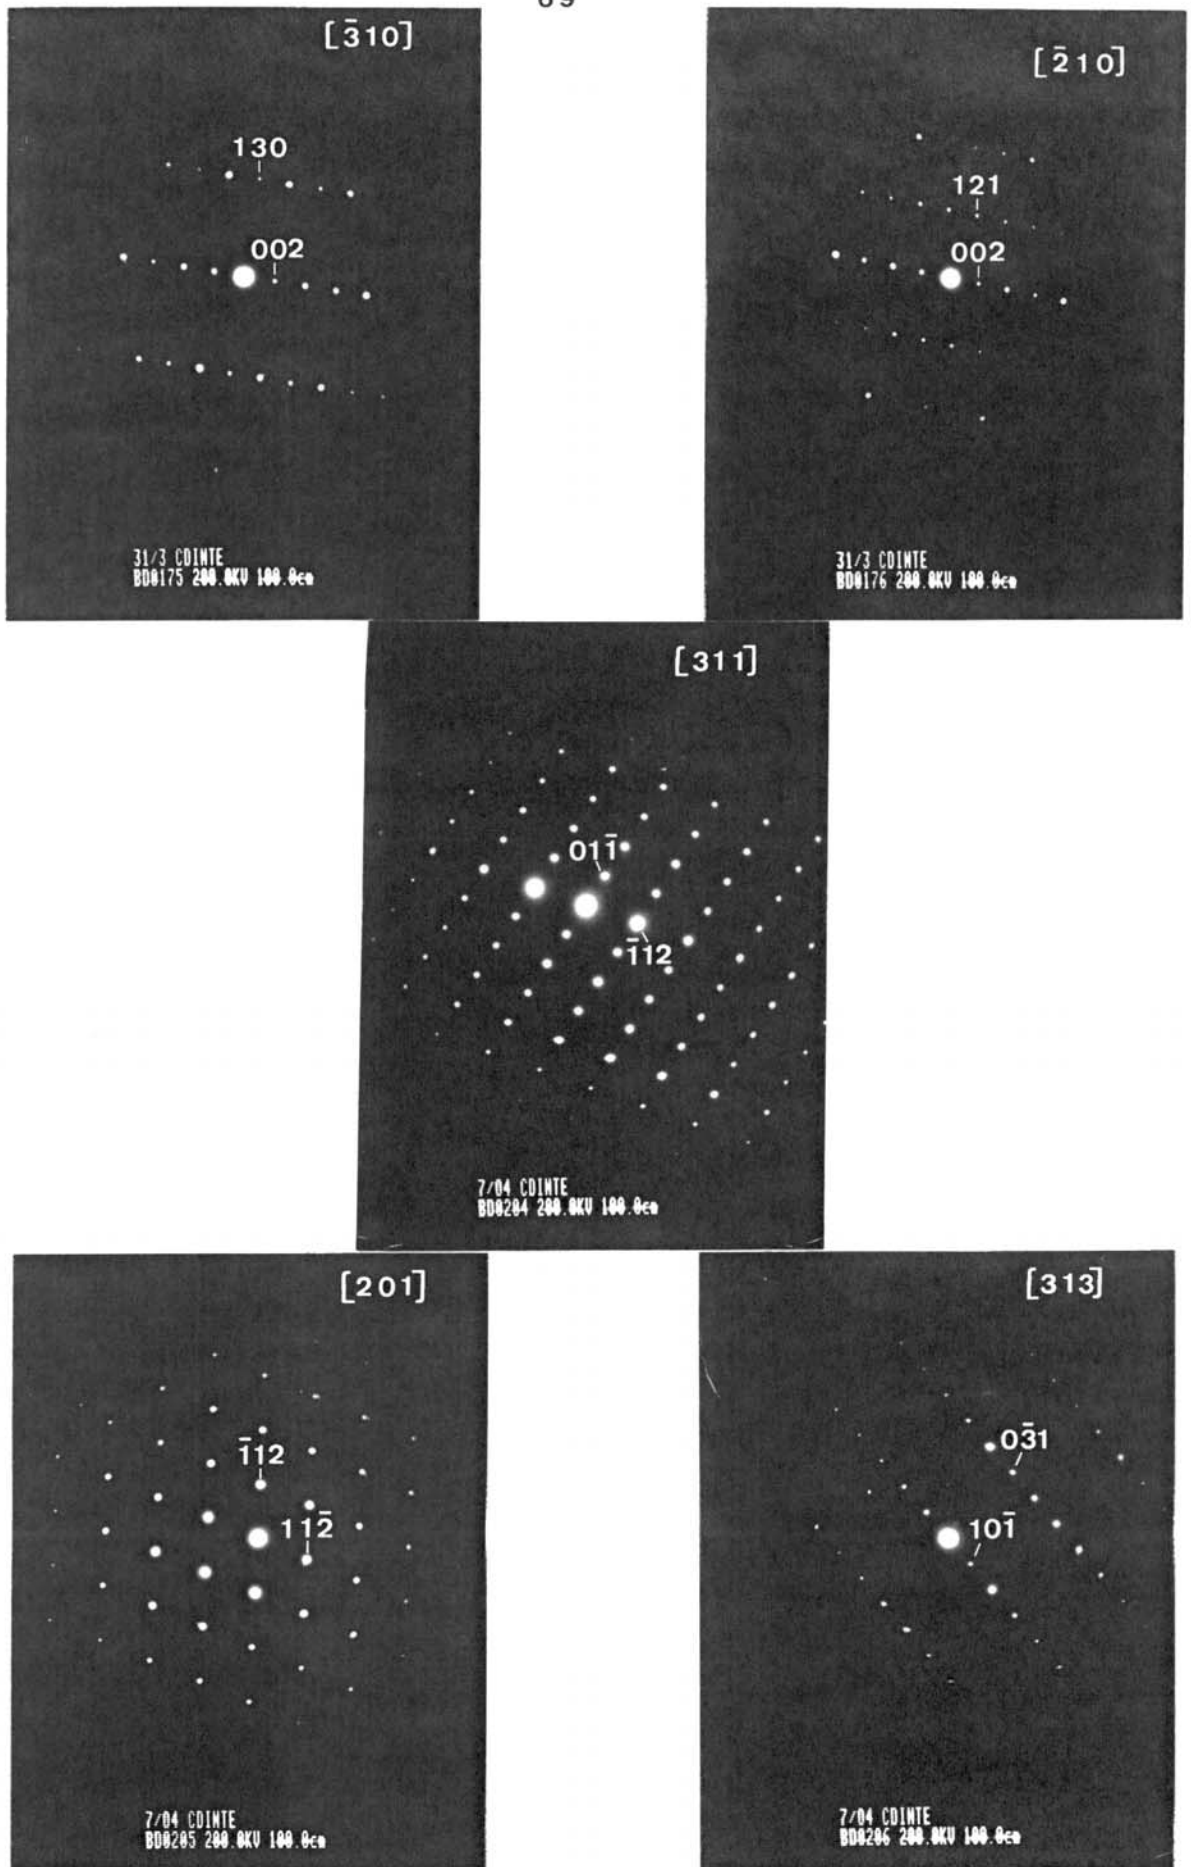 [3̄10]
130
002
31/3 CDINTE
BD0175 200.0KV 100.0cm
[2̄10]
121
002
31/3 CDINTE
BD0176 200.0KV 100.0cm
[311]
011̄
1̄12
7/04 CDINTE
BD0204 200.0KV 100.0cm
[201]
1̄12
112̄
7/04 CDINTE
BD0205 200.0KV 100.0cm
[313]
03̄1
101̄
7/04 CDINTE
BD0206 200.0KV 100.0cm